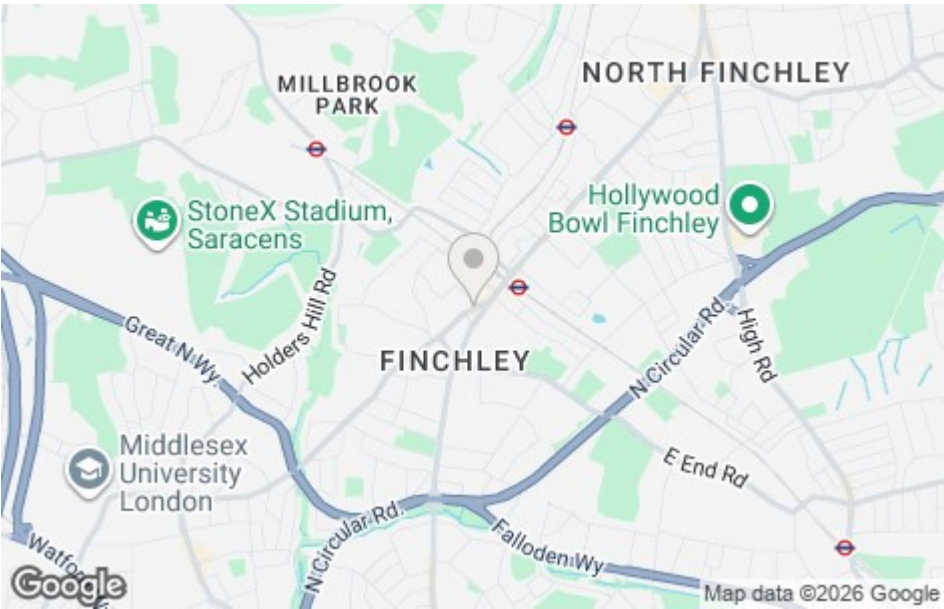 MILLBROOK
PARK
NORTH FINCHLEY
StoneX Stadium,
Saracens
Hollywood
Bowl Finchley
Holders Hill Rd
Great N Wy.
FINCHLEY
N Circular Rd.
High Rd
Middlesex
University
London
E End Rd
N Circular Rd.
Falloden Wy
Google
Map data ©2026 Google